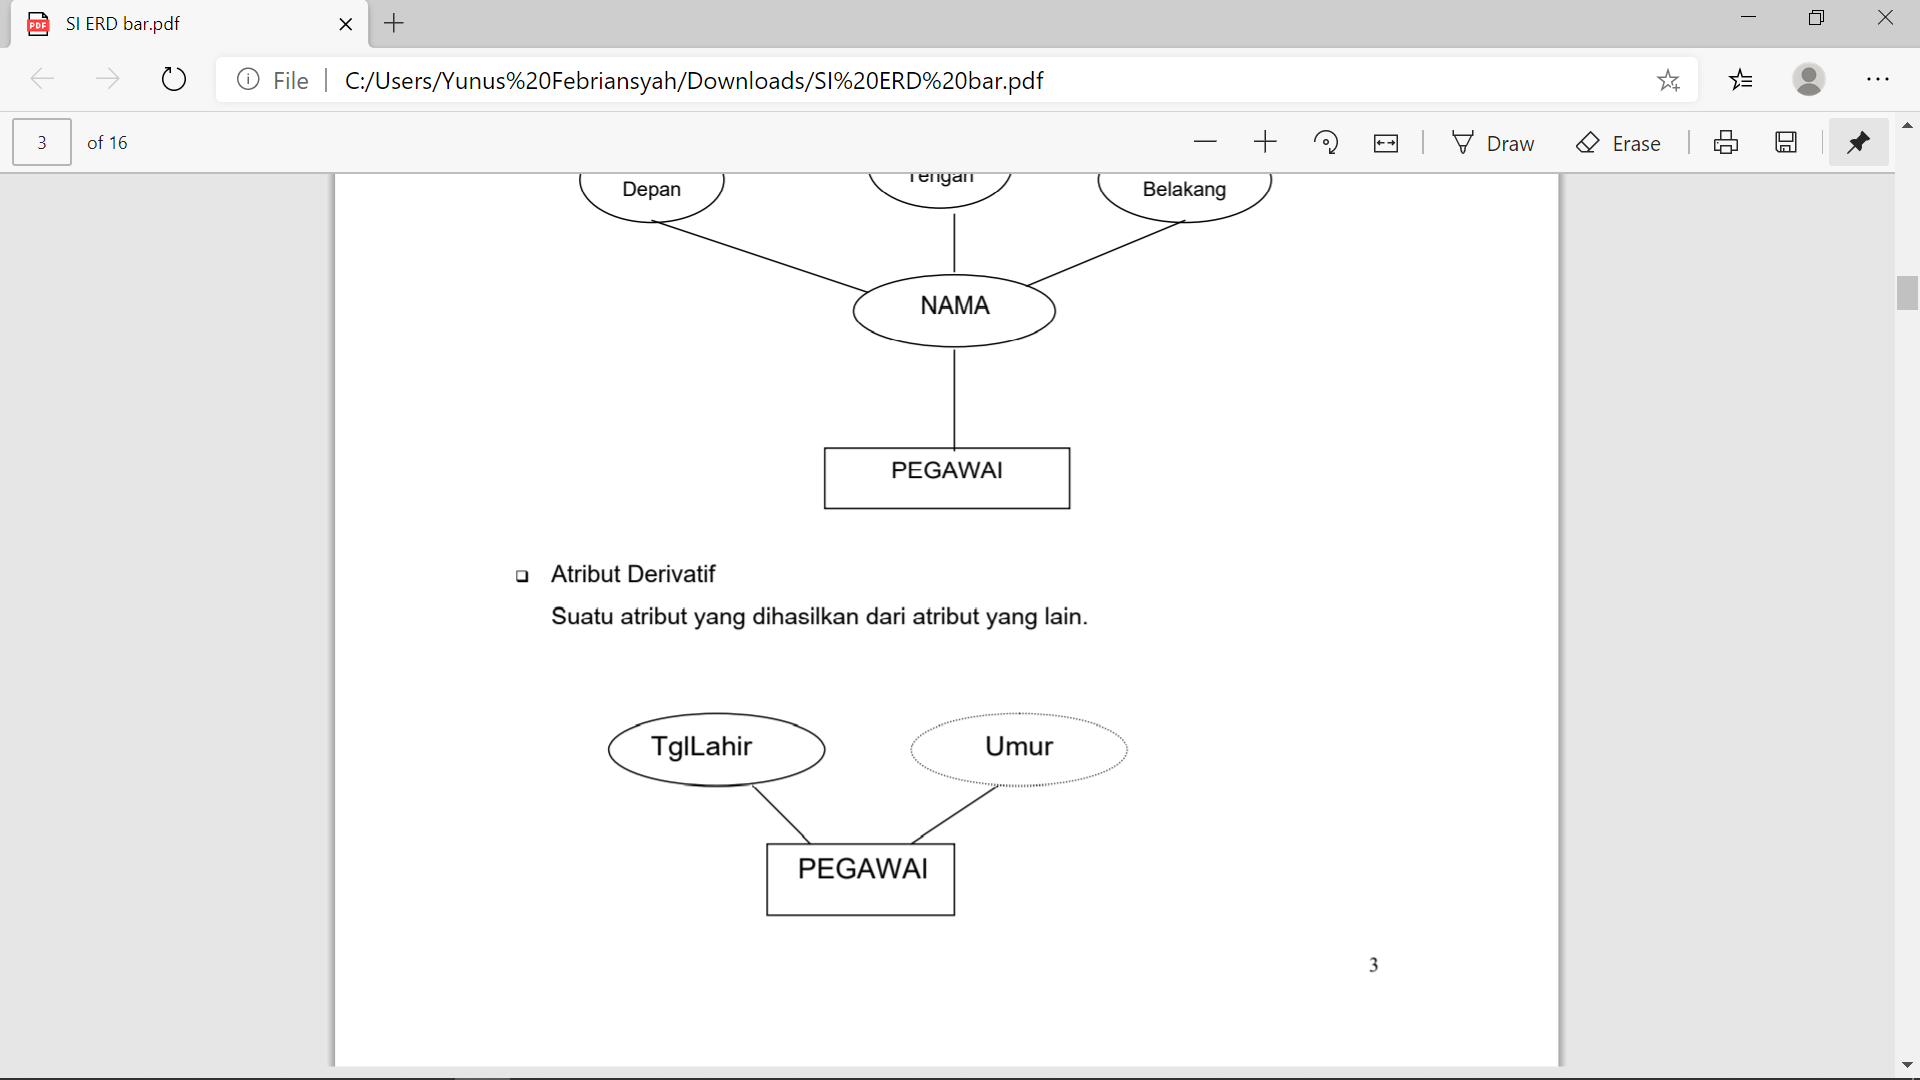 SI ERD bar.pdf
File
C:/Users/Yunus%20Febriansyah/Downloads/SI%20ERD%20bar.pdf
3 of 16
Draw
Erase
Depan Tengah Belakang
NAMA
PEGAWAI
Atribut Derivatif
Suatu atribut yang dihasilkan dari atribut yang lain.
TglLahir Umur
PEGAWAI
3